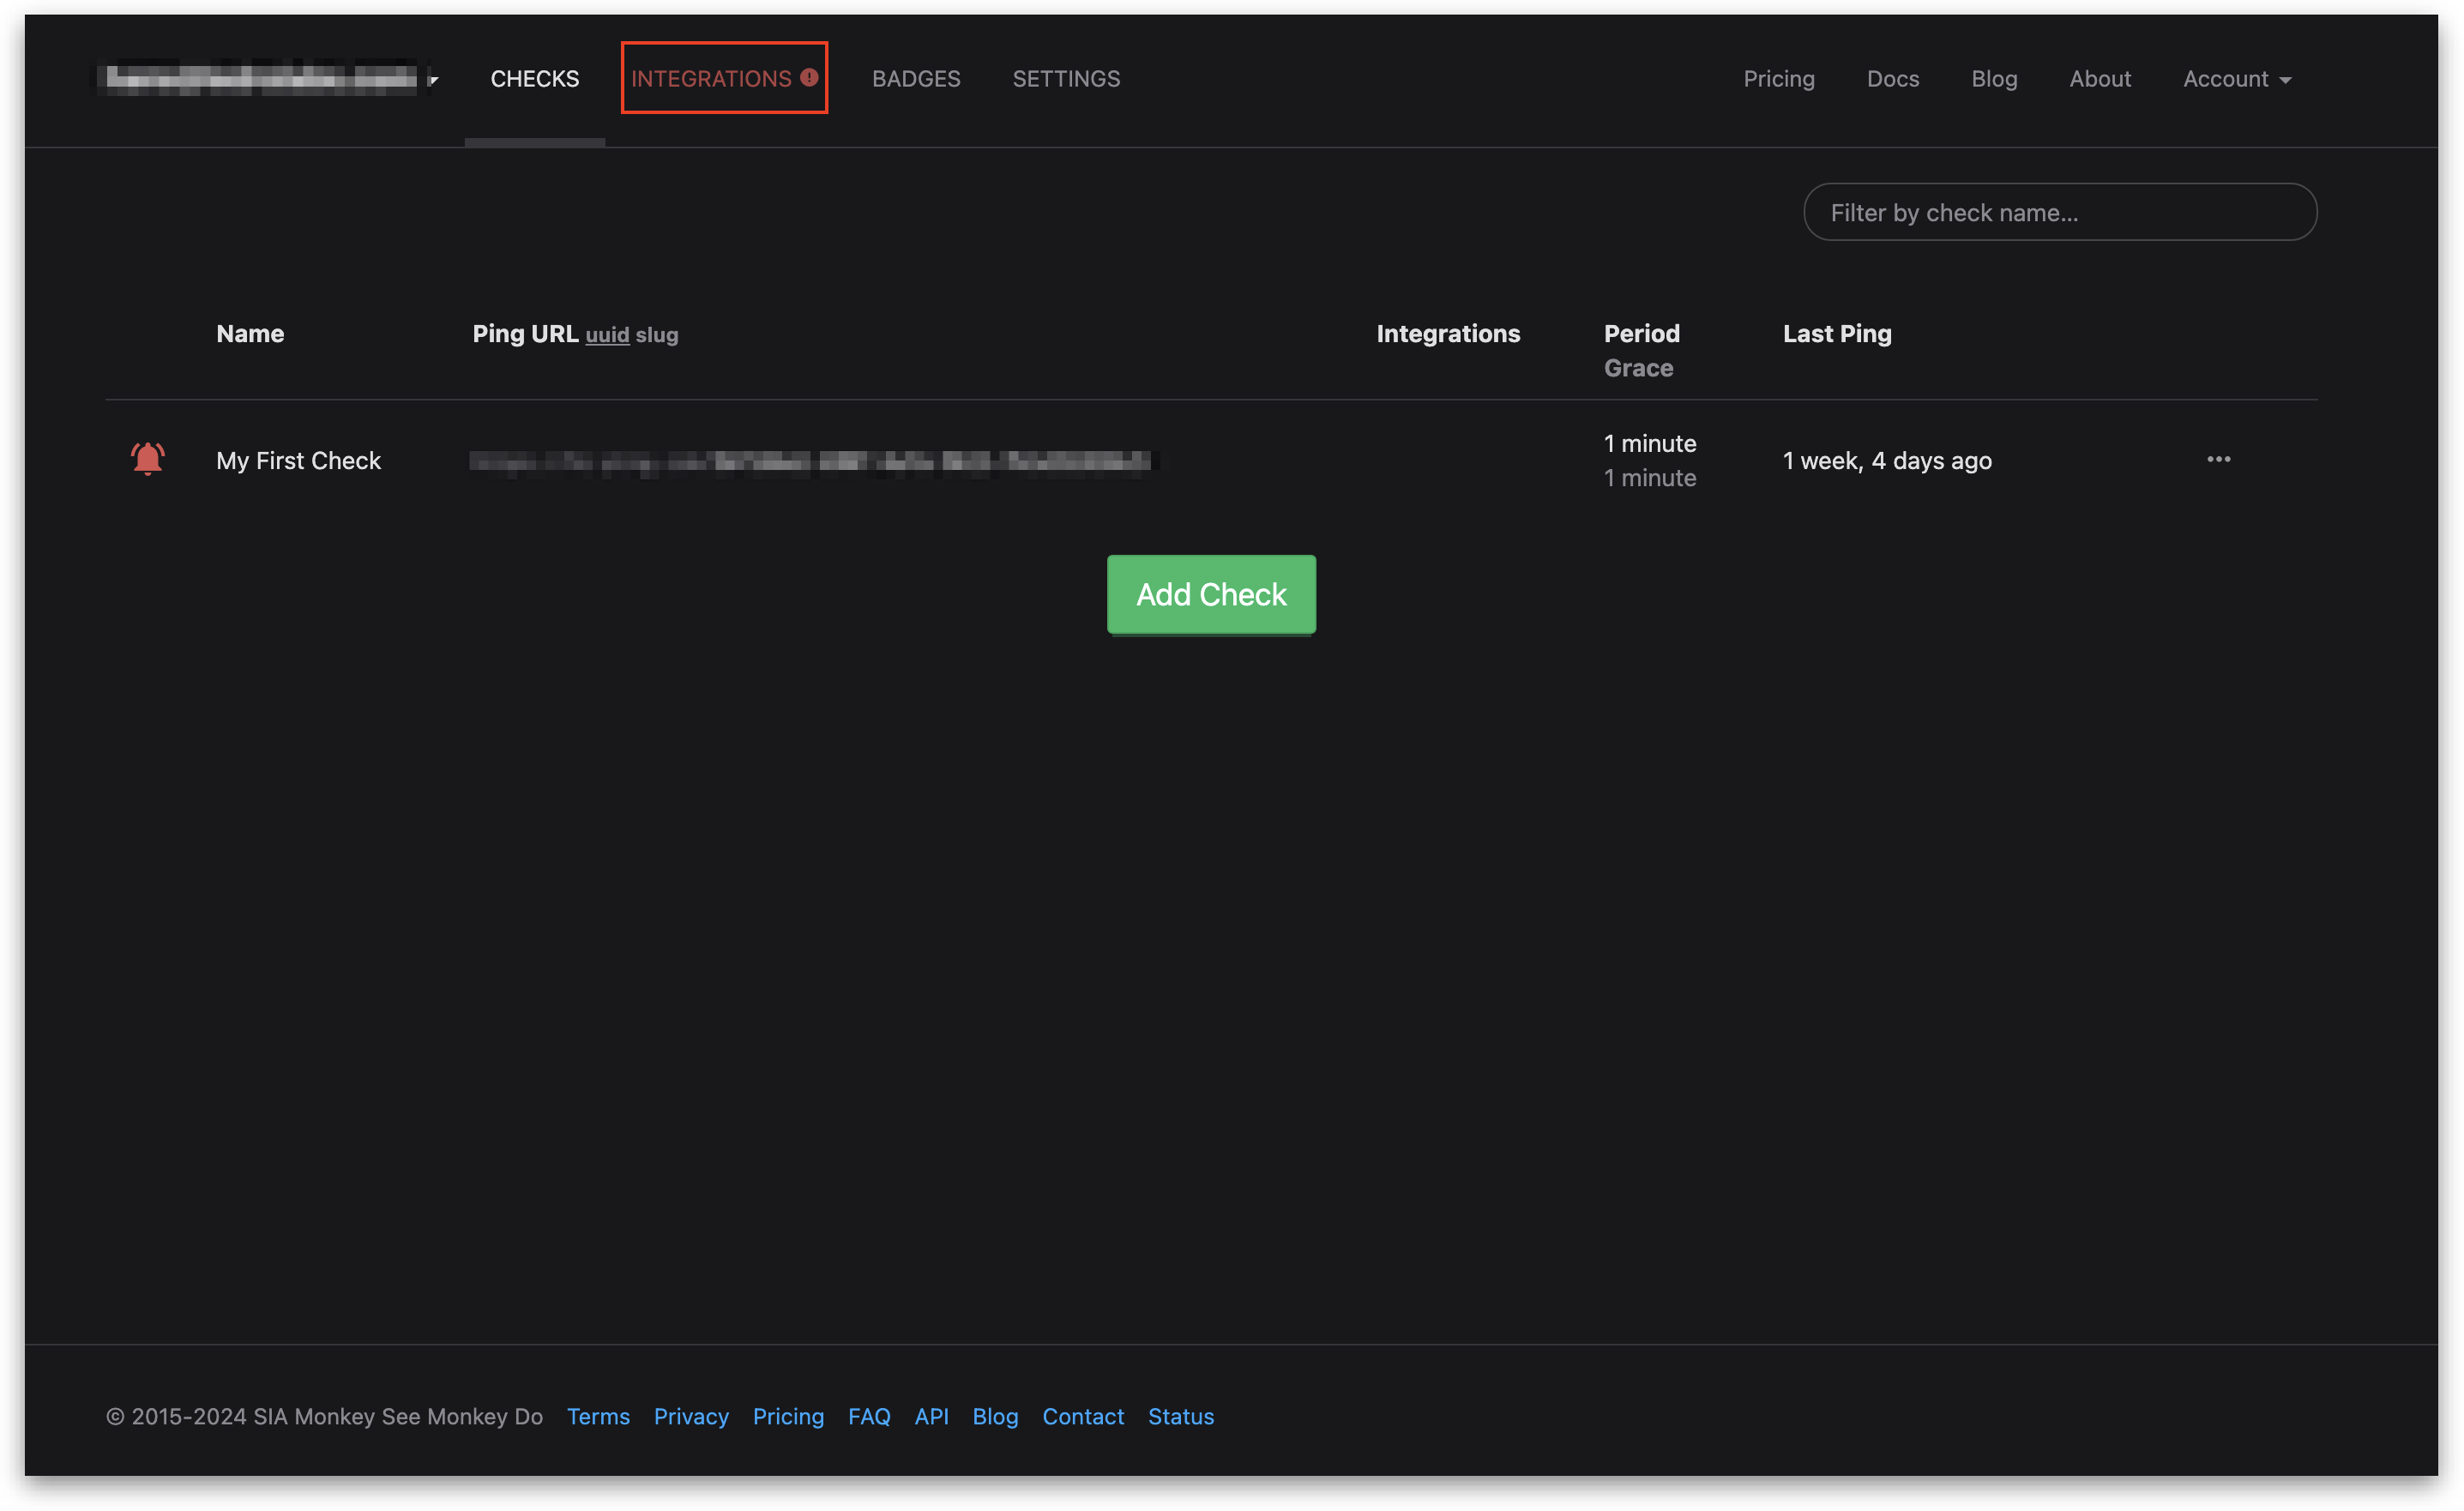 CHECKS INTEGRATIONS BADGES SETTINGS Pricing Docs Blog About Account
Filter by check name...
Name Ping URL uuid slug Integrations Period Last Ping
Grace
My First Check 1 minute 1 week, 4 days ago
1 minute
Add Check
© 2015-2024 SIA Monkey See Monkey Do Terms Privacy Pricing FAQ API Blog Contact Status